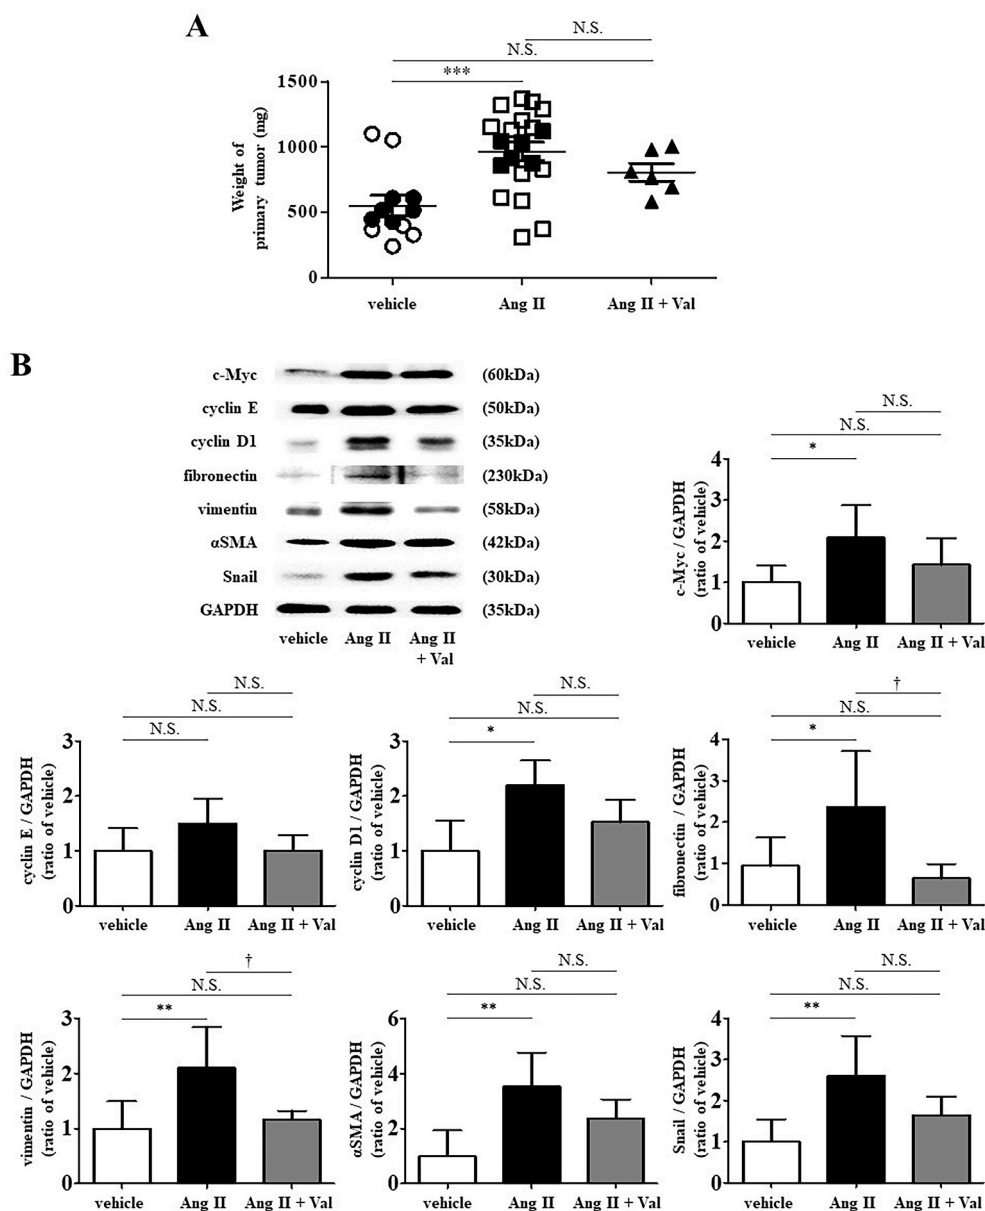 A
N.S.
N.S.
***
Weight of
primary tumor (mg)
1500
1000
500
0
vehicle Ang II Ang II + Val
B
c-Myc (60kDa)
cyclin E (50kDa)
cyclin D1 (35kDa)
fibronectin (230kDa)
vimentin (58kDa)
αSMA (42kDa)
Snail (30kDa)
GAPDH (35kDa)
vehicle Ang II Ang II
+ Val
N.S.
N.S.
*
c-Myc / GAPDH
(ratio of vehicle)
4
3
2
1
0
vehicle Ang II Ang II + Val
N.S.
N.S.
N.S.
cyclin E / GAPDH
(ratio of vehicle)
3
2
1
0
vehicle Ang II Ang II + Val
N.S.
N.S.
*
cyclin D1 / GAPDH
(ratio of vehicle)
3
2
1
0
vehicle Ang II Ang II + Val
†
N.S.
*
fibronectin / GAPDH
(ratio of vehicle)
4
3
2
1
0
vehicle Ang II Ang II + Val
†
N.S.
**
vimentin / GAPDH
(ratio of vehicle)
3
2
1
0
vehicle Ang II Ang II + Val
N.S.
N.S.
**
αSMA / GAPDH
(ratio of vehicle)
6
4
2
0
vehicle Ang II Ang II + Val
N.S.
N.S.
**
Snail / GAPDH
(ratio of vehicle)
4
3
2
1
0
vehicle Ang II Ang II + Val